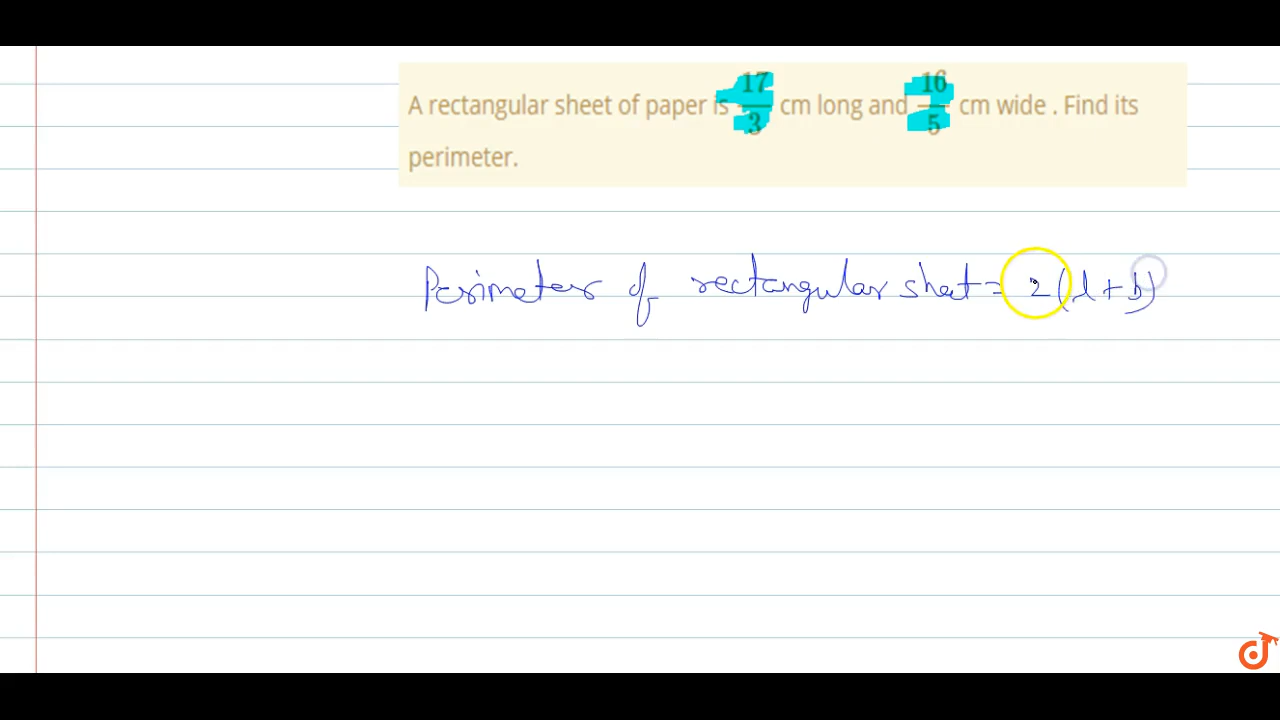 A rectangular sheet of paper is 17/3 cm long and 16/5 cm wide . Find its
perimeter.
Perimeter of rectangular sheet = 2(l+b)